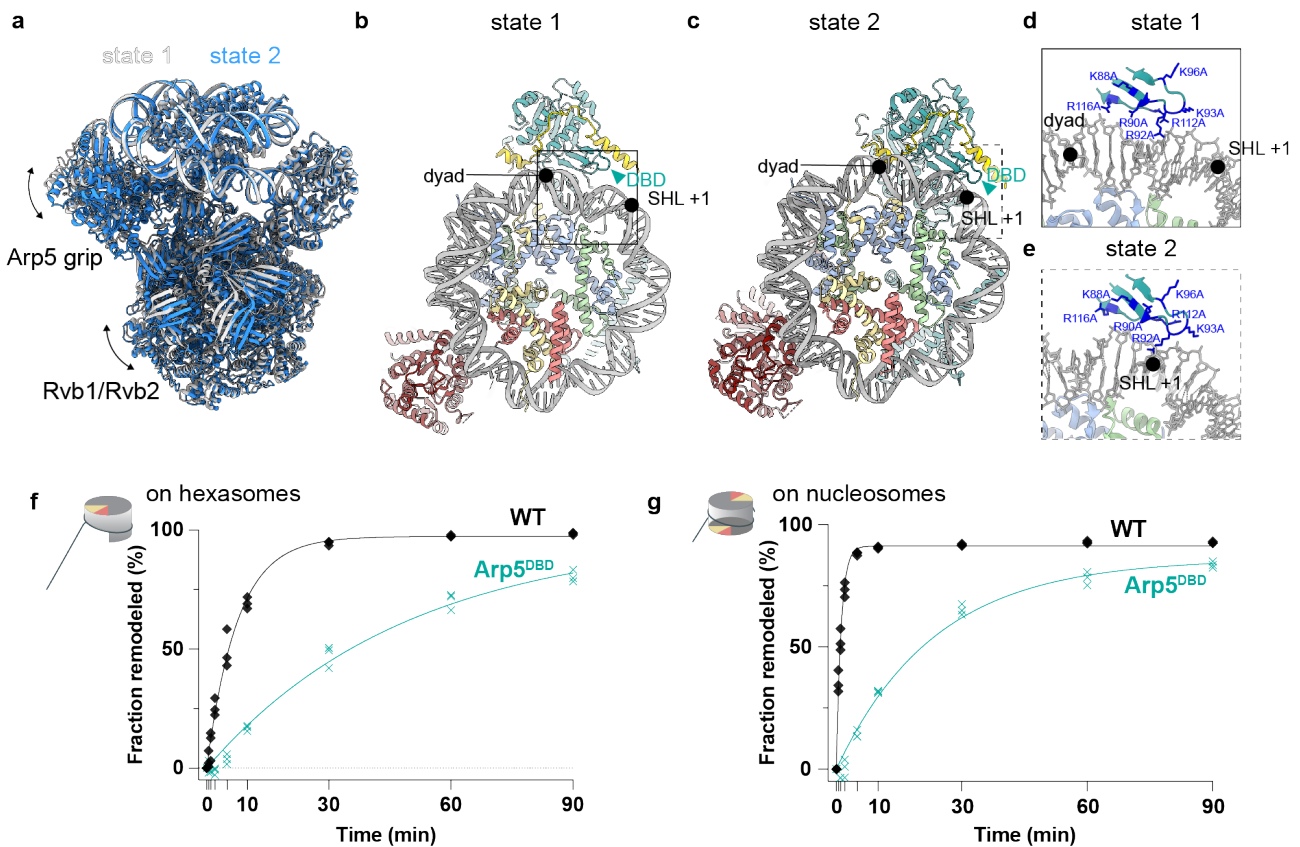 a
state 1
state 2
Arp5 grip
Rvb1/Rvb2
b
state 1
dyad
DBD
SHL +1
c
state 2
dyad
DBD
SHL +1
d
state 1
K88A
K96A
R116A
R90A
R112A
K93A
R92A
dyad
SHL +1
e
state 2
K88A
K96A
R116A
R112A
R90A
K93A
R92A
SHL +1
f
on hexasomes
WT
Arp5DBD
Fraction remodeled (%)
100
50
0
0 10 30 60 90
Time (min)
g
on nucleosomes
WT
Arp5DBD
Fraction remodeled (%)
100
50
0
0 10 30 60 90
Time (min)